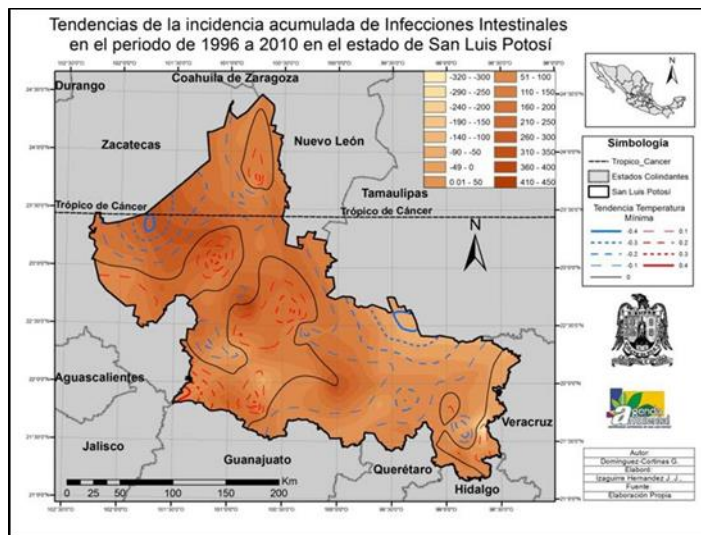 Tendencias de la incidencia acumulada de Infecciones Intestinales
en el periodo de 1996 a 2010 en el estado de San Luis Potosí
Durango
Coahuila de Zaragoza
Zacatecas
Nuevo León
Tamaulipas
Trópico de Cáncer
Trópico de Cáncer
N
Aguascalientes
Jalisco
Guanajuato
Querétaro
Hidalgo
Veracruz
-320 - -300
-290 - -250
-240 - -200
-190 - -150
-140 - -100
-90 - -50
-49 - 0
0.01 - 50
51 - 100
110 - 150
160 - 200
210 - 250
260 - 300
310 - 350
360 - 400
410 - 450
0 25 50 100 150 200
Km
N
Simbología
Tropico_Cancer
Estados Colindantes
San Luis Potosí
Tendencia Temperatura
Mínima
-0.4 0.1
-0.3 0.2
-0.2 0.3
-0.1 0.4
0
agenda
ambiental
Autor:
Domínguez-Cortinas G.
Elaboró:
Izaguirre Hernandez J. J.,
Fuente
Elaboración Propia